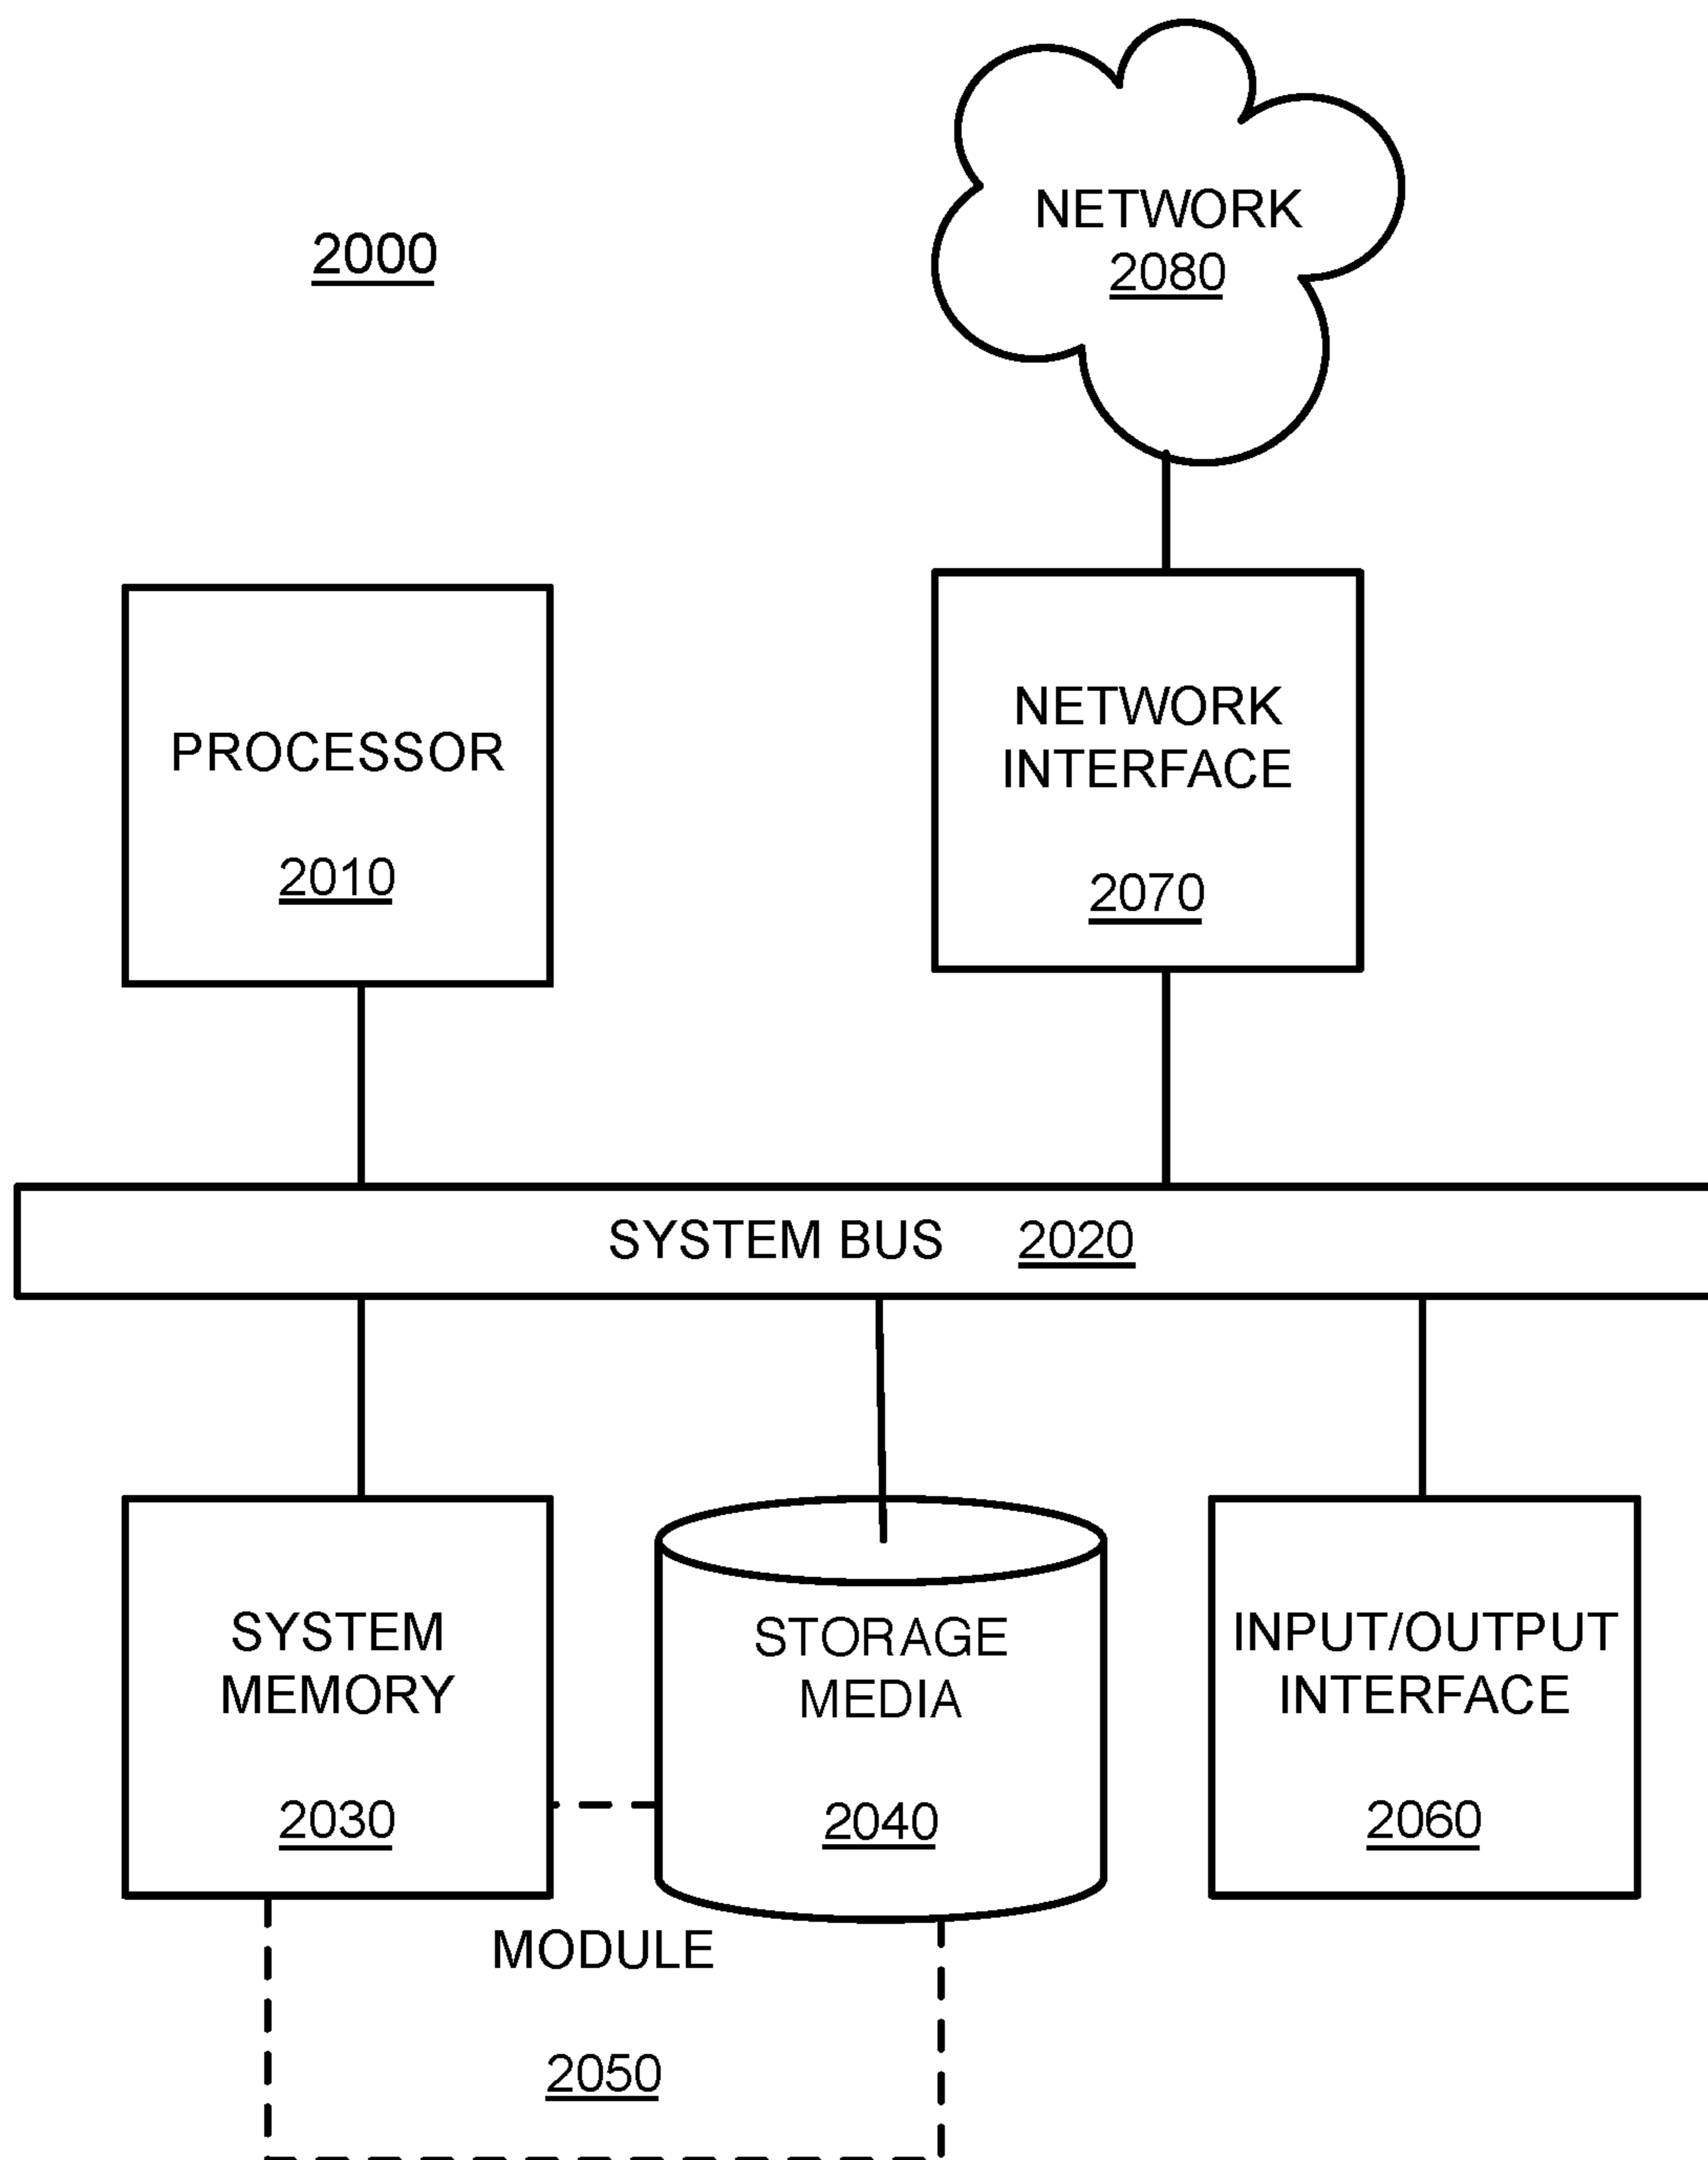 NETWORK
2080
2000
NETWORK
INTERFACE
2070
PROCESSOR
2010
SYSTEM BUS 2020
SYSTEM
MEMORY
2030
STORAGE
MEDIA
2040
INPUT/OUTPUT
INTERFACE
2060
MODULE
2050